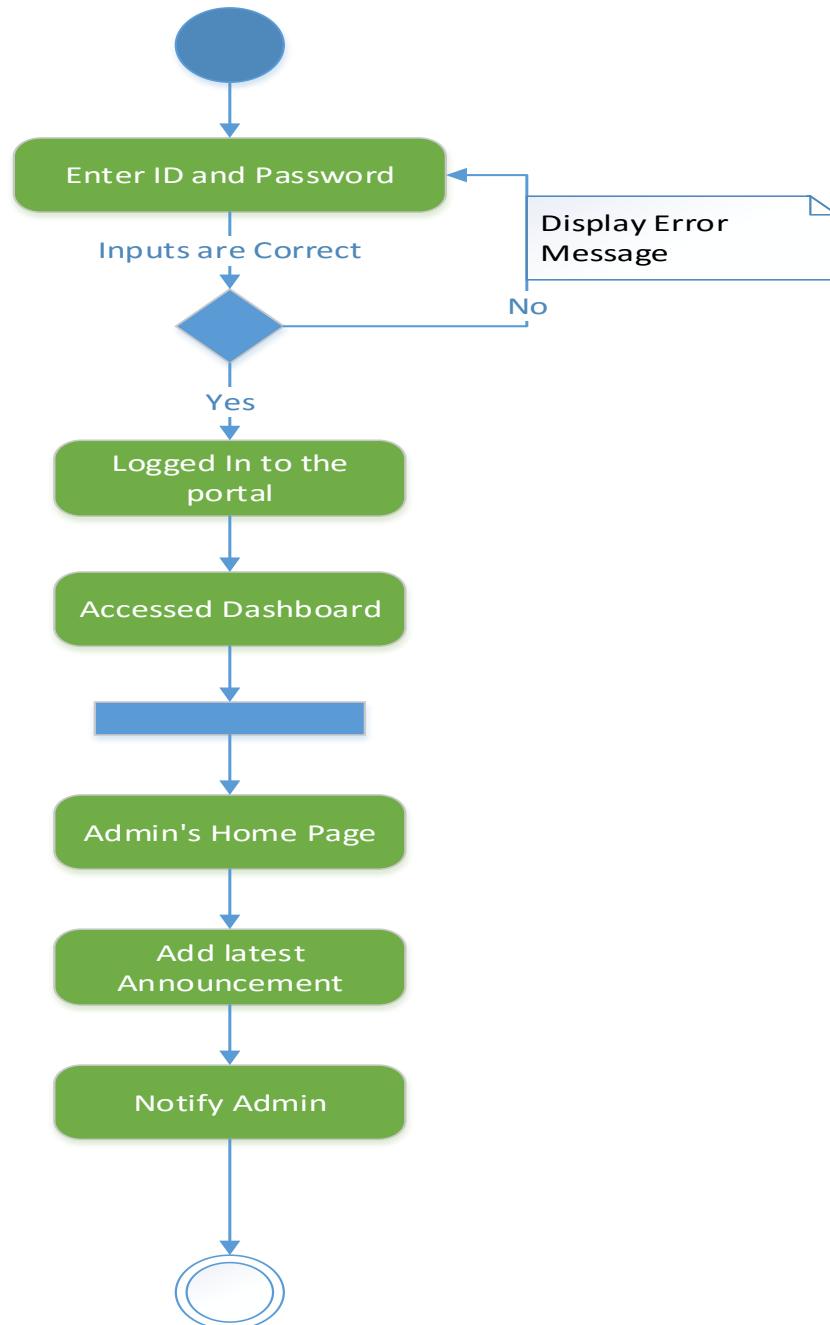 Enter ID and Password
Display Error
Message
Inputs are Correct
No
Yes
Logged In to the
portal
Accessed Dashboard
Admin's Home Page
Add latest
Announcement
Notify Admin